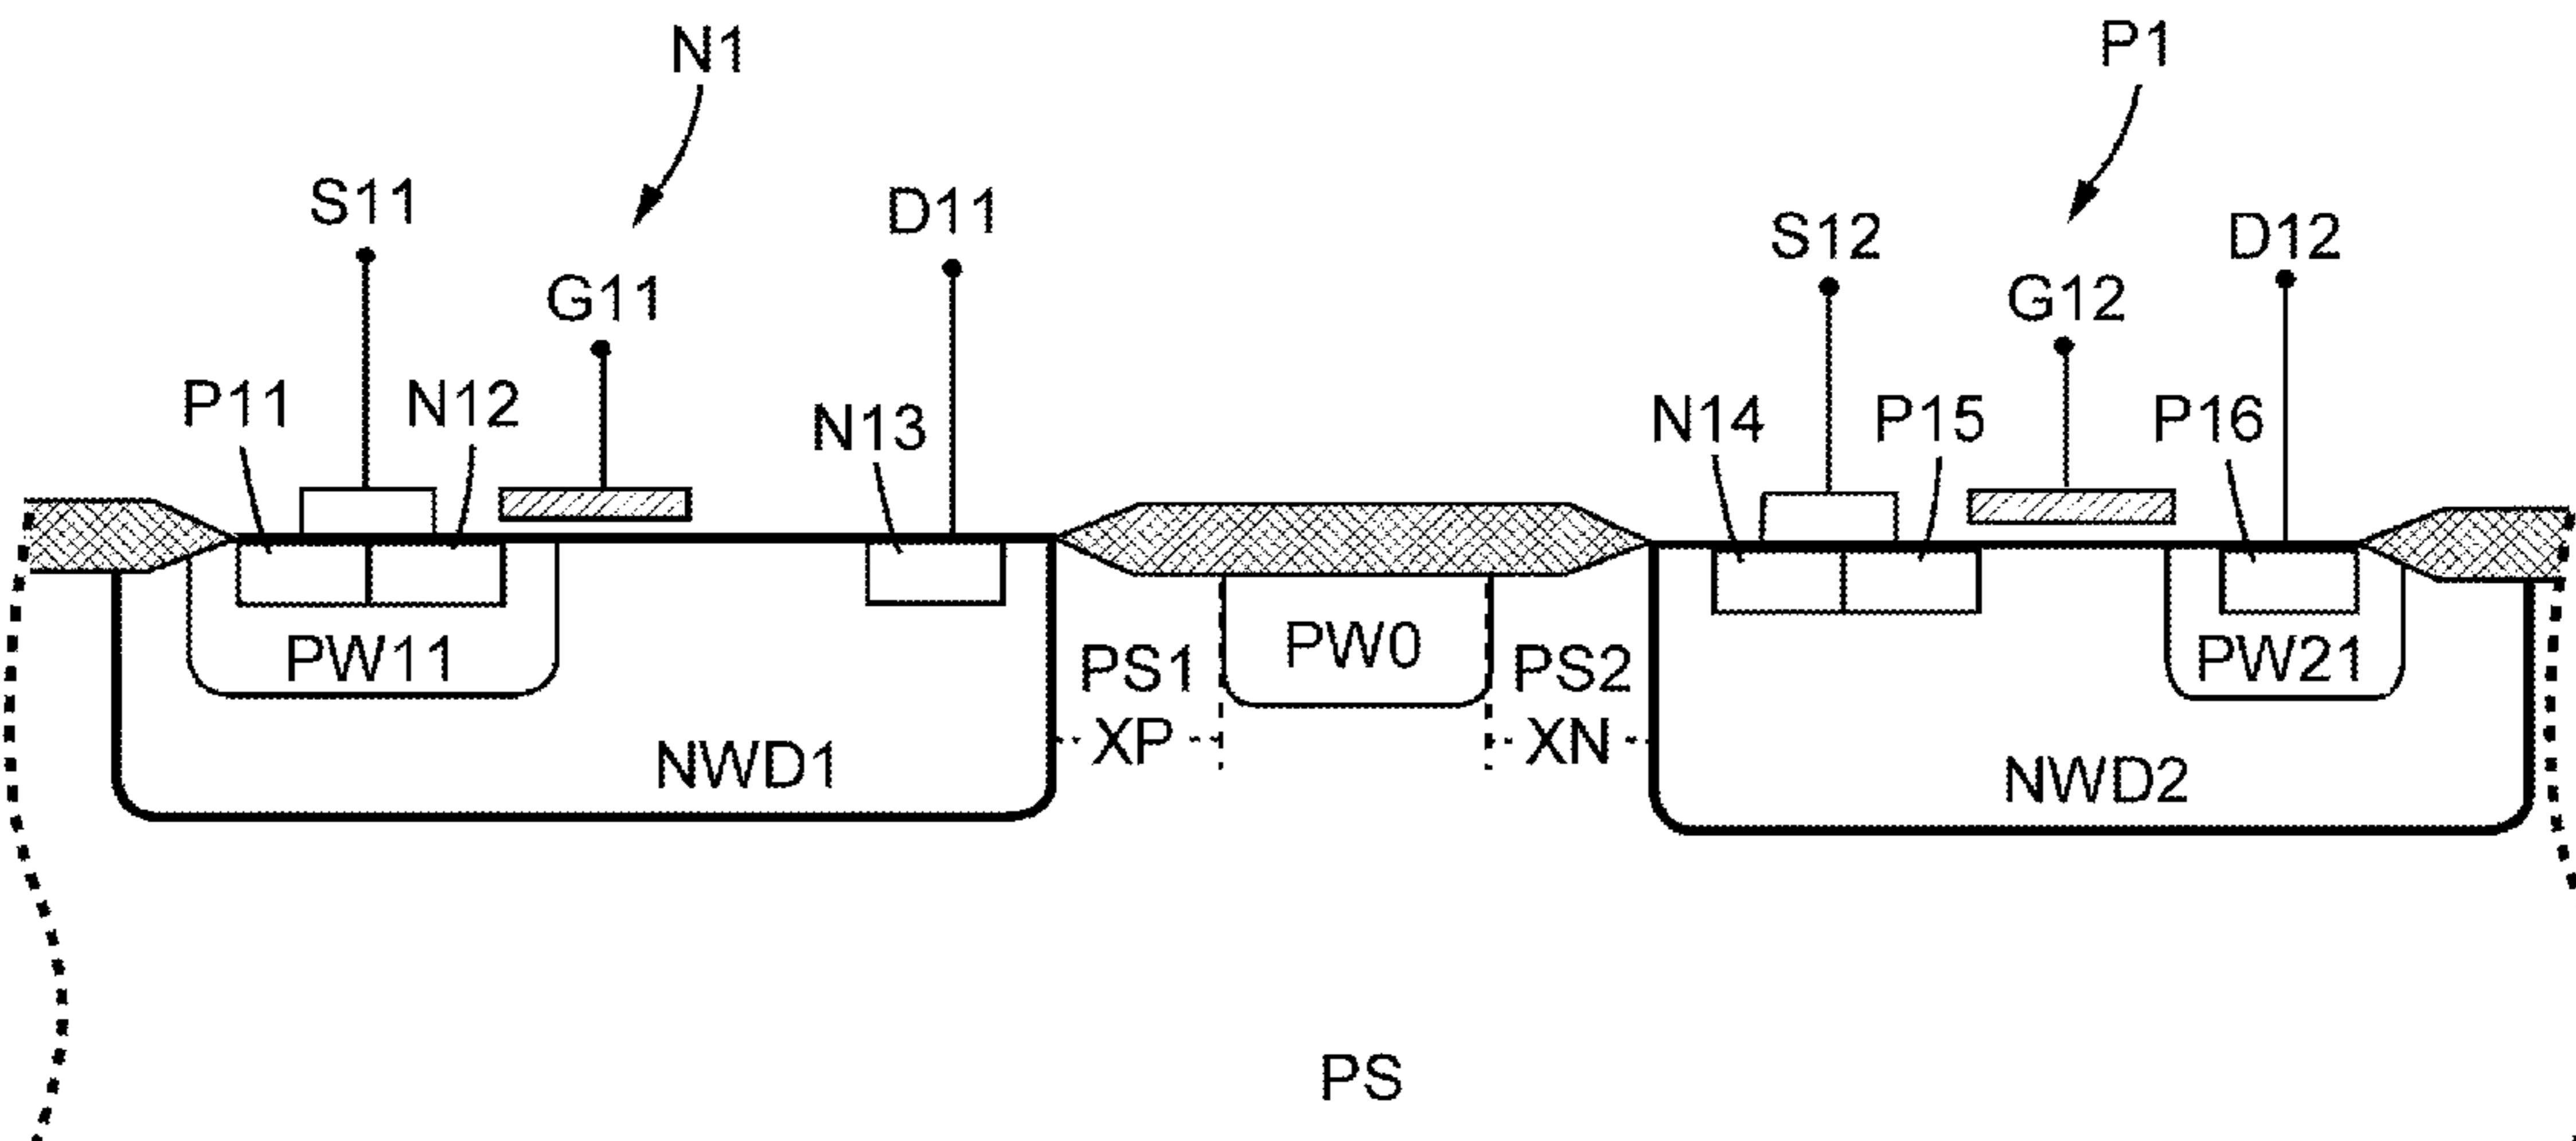 N1
P1
S11
D11
S12
D12
G11
G12
P11
N12
N13
N14
P15
P16
PW11
PS1
PW0
PS2
PW21
XP
XN
NWD1
NWD2
PS